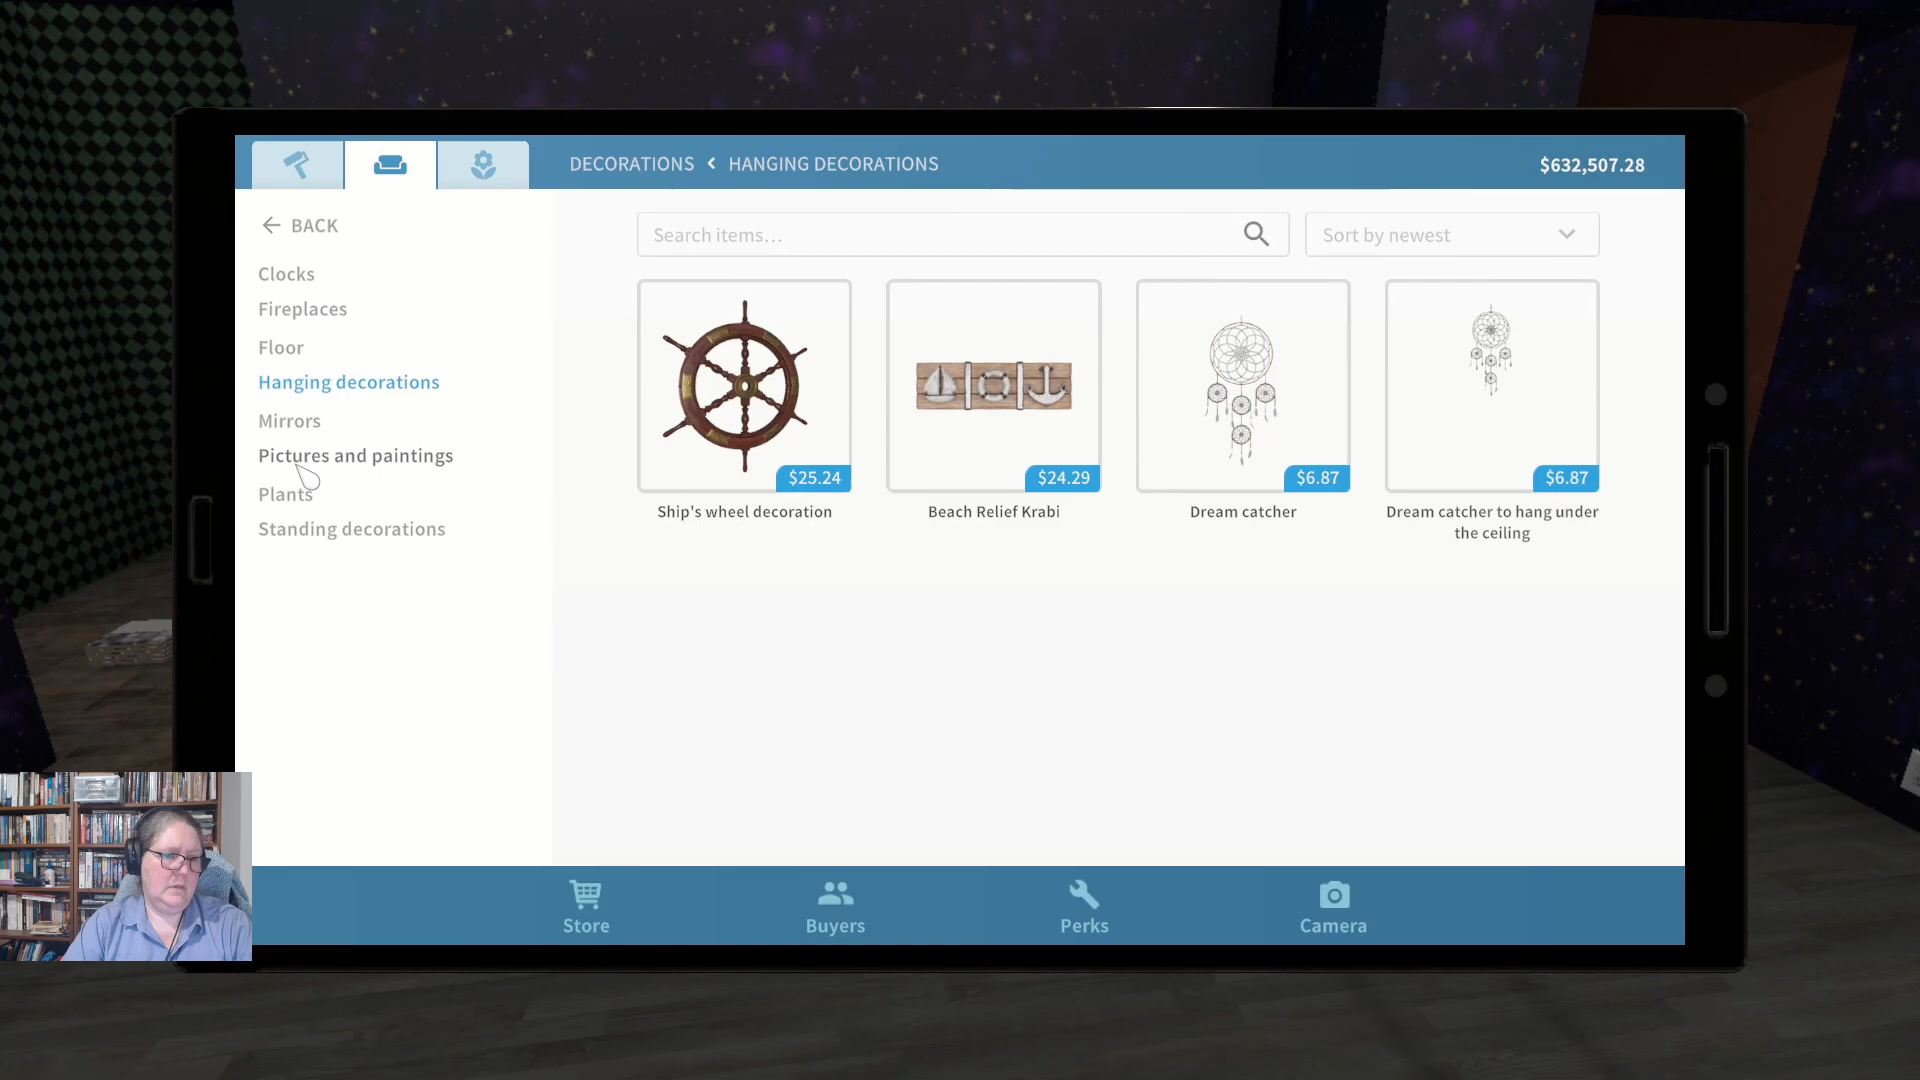 DECORATIONS < HANGING DECORATIONS
$632,507.28
BACK
Clocks
Fireplaces
Floor
Hanging decorations
Mirrors
Pictures and paintings
Plants
Standing decorations
Search items...
Sort by newest
$25.24
$24.29
$6.87
$6.87
Ship's wheel decoration
Beach Relief Krabi
Dream catcher
Dream catcher to hang under
the ceiling
Store
Buyers
Perks
Camera